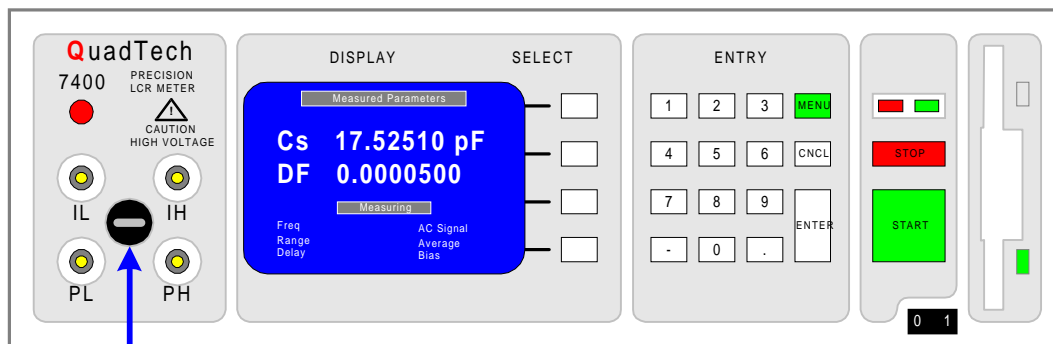 QuadTech
7400
PRECISION
LCR METER
!
CAUTION
HIGH VOLTAGE
IL
IH
PL
PH
DISPLAY
SELECT
Measured Parameters
Cs 17.52510 pF
DF 0.0000500
Measuring
Freq
Range
Delay
AC Signal
Average
Bias
ENTRY
1 2 3 MENU
4 5 6 CNCL
7 8 9
ENTER
- 0 .
STOP
START
0 1